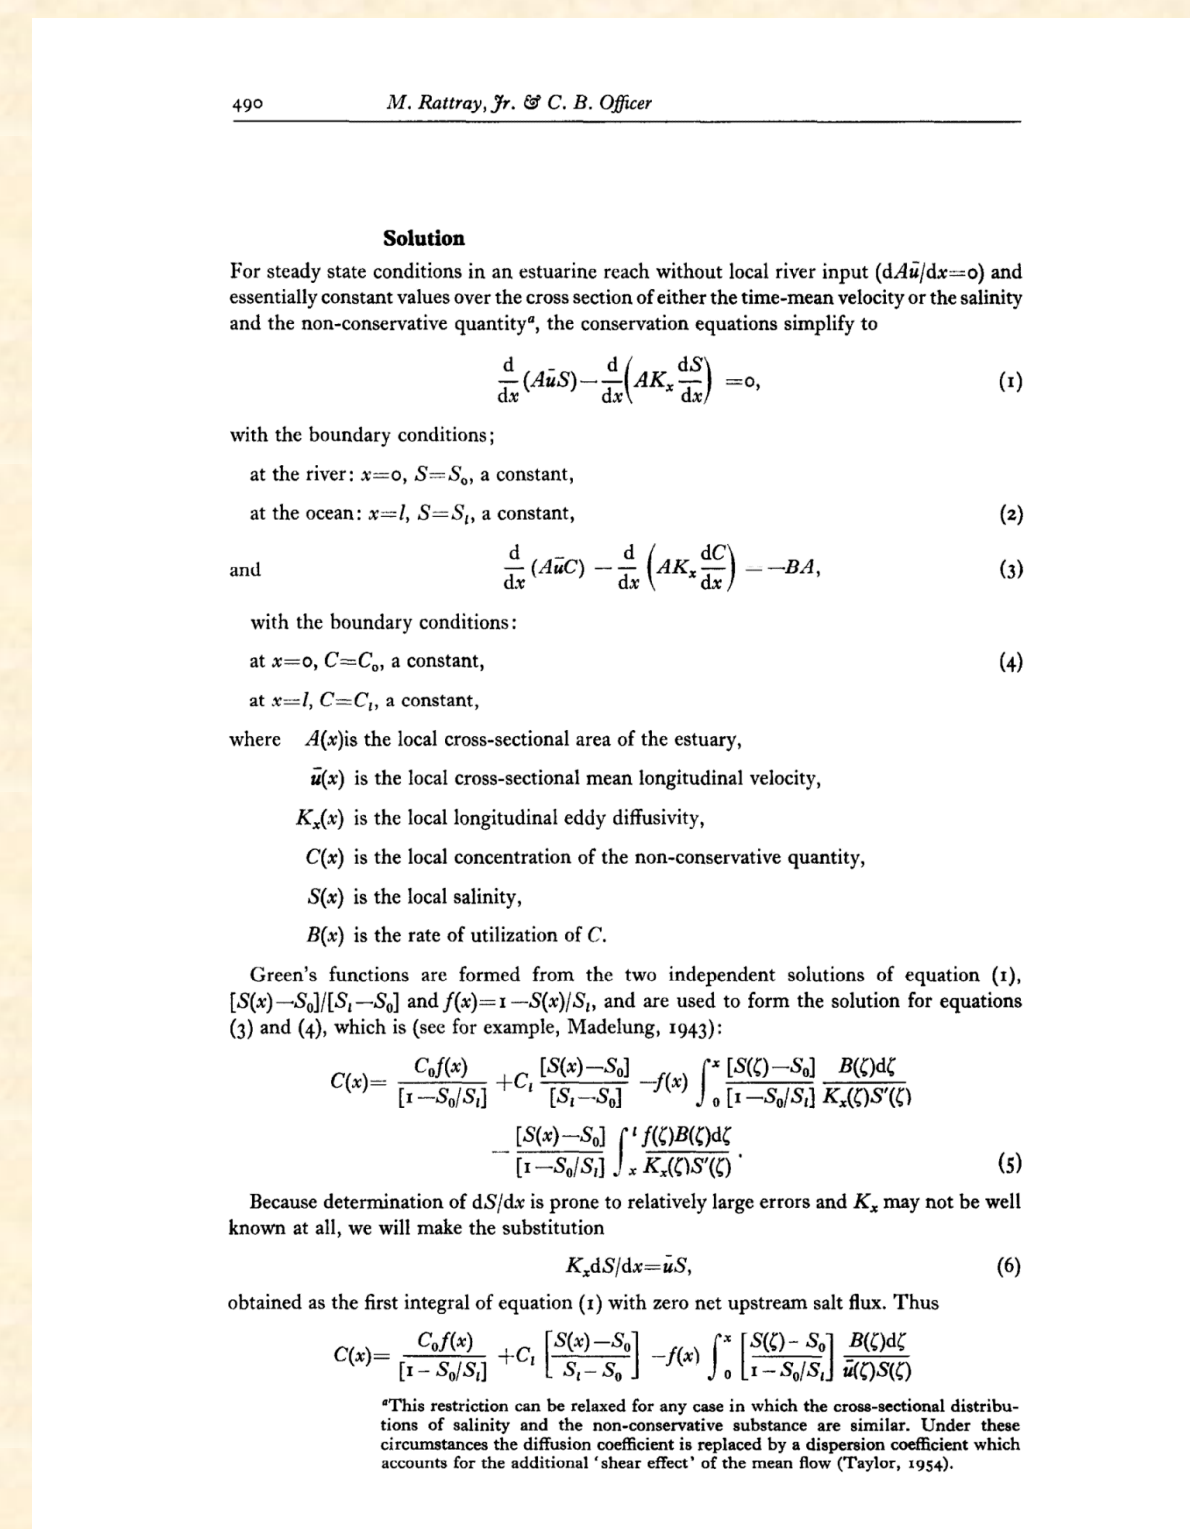 490 M. Rattray, Jr. & C. B. Officer
Solution
For steady state conditions in an estuarine reach without local river input (dAū/dx=0) and
essentially constant values over the cross section of either the time-mean velocity or the salinity
and the non-conservative quantityᵃ, the conservation equations simplify to
d/dx (AūS)−d/dx(AKₓ dS/dx) =0, (1)
with the boundary conditions;
at the river: x=0, S=S₀, a constant,
at the ocean: x=l, S=Sₗ, a constant, (2)
and d/dx (AūC) − d/dx (AKₓ dC/dx) = −BA, (3)
with the boundary conditions:
at x=0, C=C₀, a constant, (4)
at x=l, C=Cₗ, a constant,
where A(x)is the local cross-sectional area of the estuary,
ū(x) is the local cross-sectional mean longitudinal velocity,
Kₓ(x) is the local longitudinal eddy diffusivity,
C(x) is the local concentration of the non-conservative quantity,
S(x) is the local salinity,
B(x) is the rate of utilization of C.
Green's functions are formed from the two independent solutions of equation (1),
[S(x)−S₀]/[Sₗ−S₀] and f(x)=1−S(x)/Sₗ, and are used to form the solution for equations
(3) and (4), which is (see for example, Madelung, 1943):
C(x)= C₀f(x)/[1−S₀/Sₗ] +Cₗ [S(x)−S₀]/[Sₗ−S₀] −f(x) ∫₀ˣ [S(ζ)−S₀]/[1−S₀/Sₗ] B(ζ)dζ/Kₓ(ζ)S′(ζ)
− [S(x)−S₀]/[1−S₀/Sₗ] ∫ₓˡ f(ζ)B(ζ)dζ/Kₓ(ζ)S′(ζ) . (5)
Because determination of dS/dx is prone to relatively large errors and Kₓ may not be well
known at all, we will make the substitution
KₓdS/dx=ūS, (6)
obtained as the first integral of equation (1) with zero net upstream salt flux. Thus
C(x)= C₀f(x)/[1−S₀/Sₗ] +Cₗ [S(x)−S₀/Sₗ−S₀] −f(x) ∫₀ˣ [S(ζ)−S₀/1−S₀/Sₗ] B(ζ)dζ/ū(ζ)S(ζ)
ᵃThis restriction can be relaxed for any case in which the cross-sectional distribu-
tions of salinity and the non-conservative substance are similar. Under these
circumstances the diffusion coefficient is replaced by a dispersion coefficient which
accounts for the additional 'shear effect' of the mean flow (Taylor, 1954).